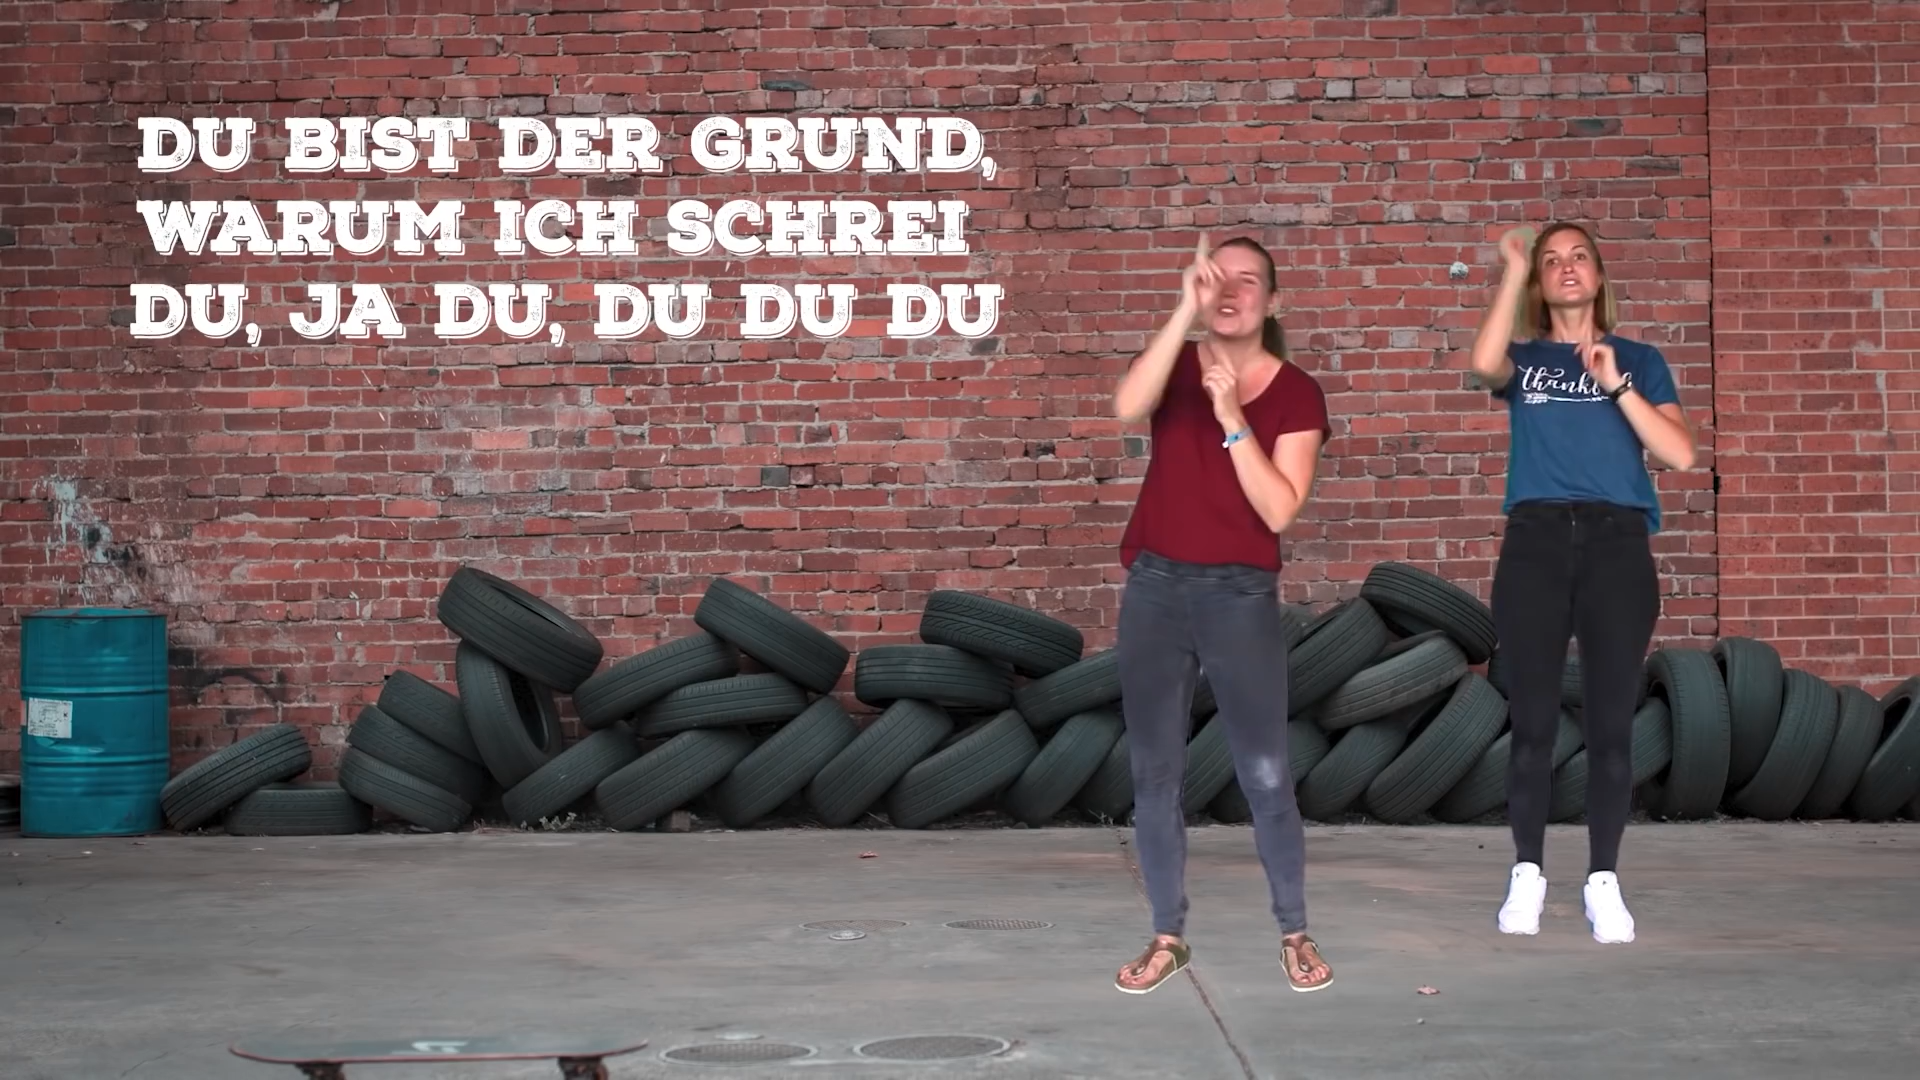 DU BIST DER GRUND,
WARUM ICH SCHREI
DU, JA DU, DU DU DU